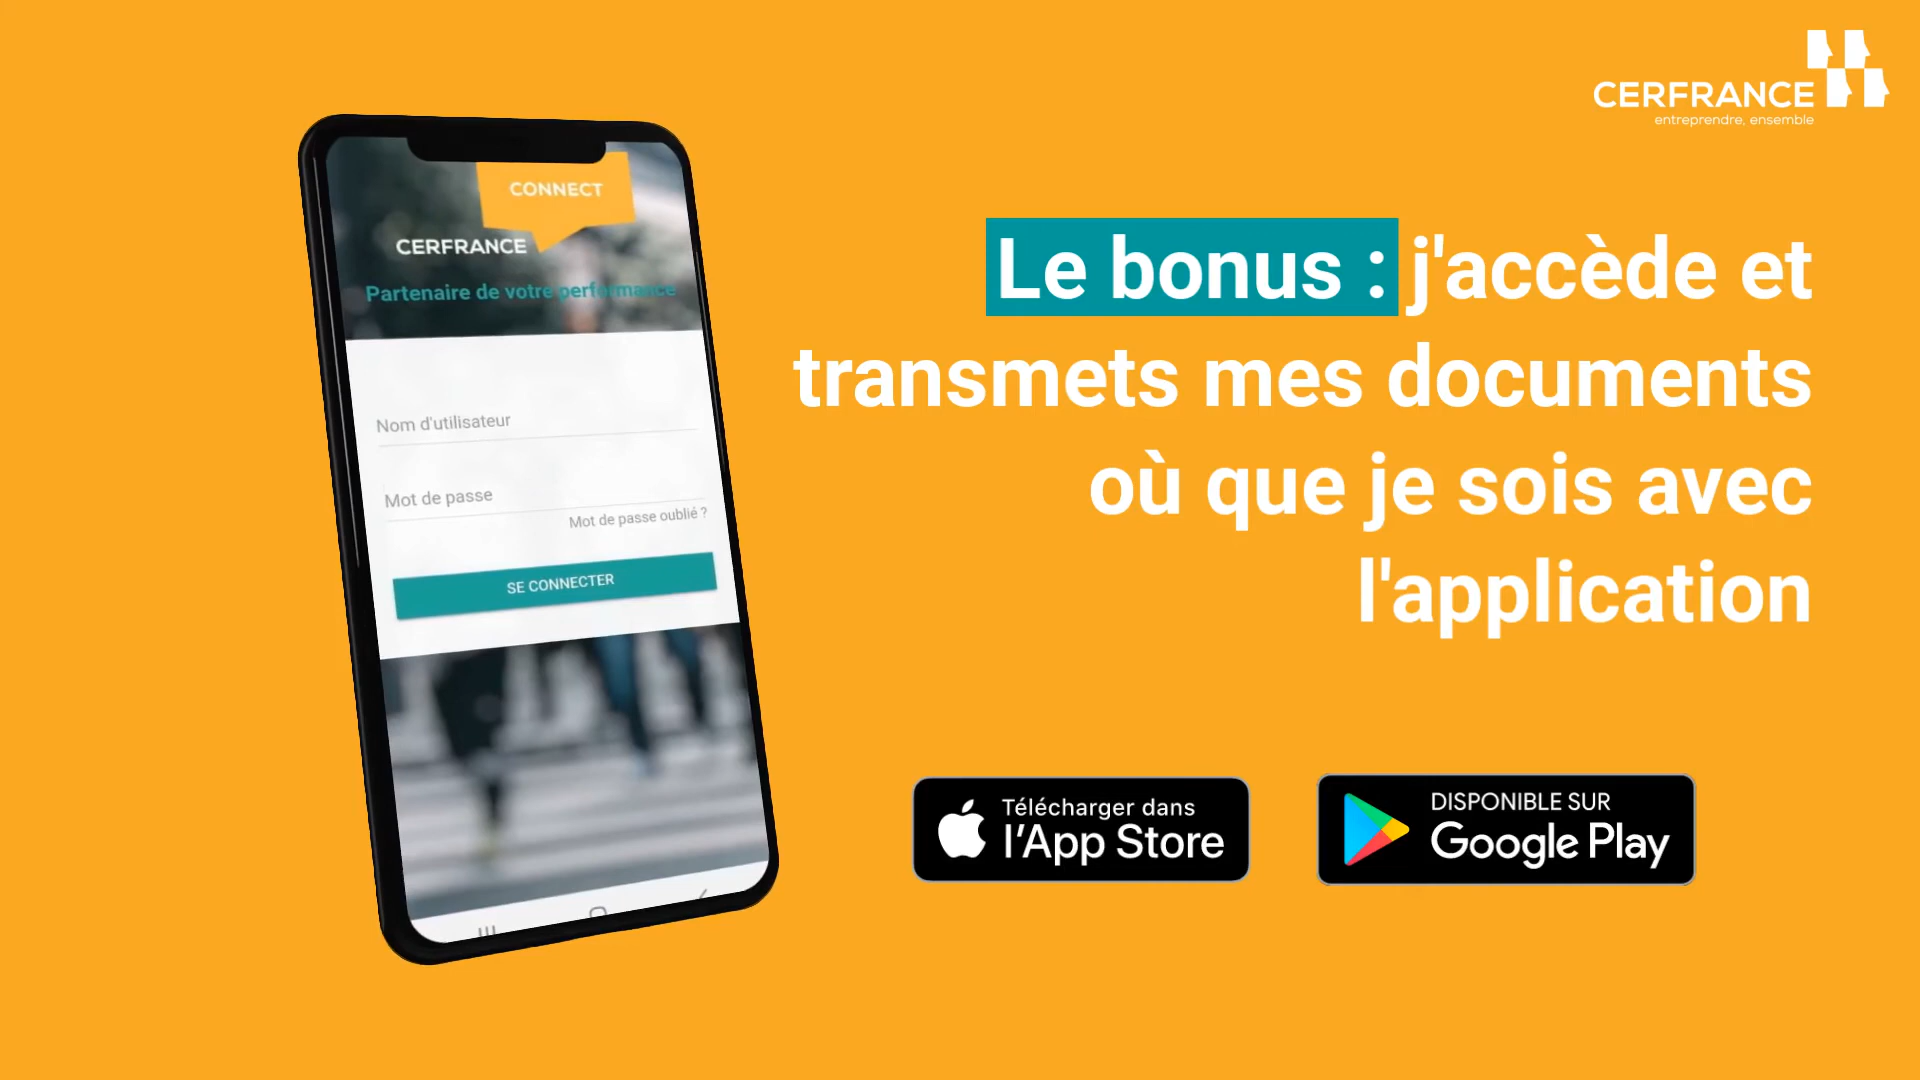 CERFRANCE
entreprendre, ensemble
CONNECT
CERFRANCE
Partenaire de votre performance
Nom d'utilisateur
Mot de passe
Mot de passe oublié ?
SE CONNECTER
Le bonus : j'accède et
transmets mes documents
où que je sois avec
l'application
Télécharger dans
l'App Store
DISPONIBLE SUR
Google Play